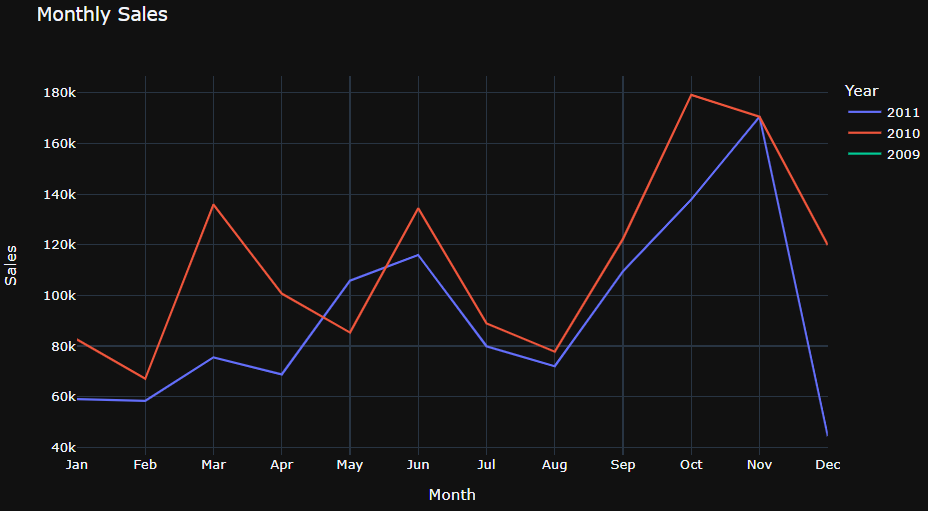 Monthly Sales
180k
160k
140k
120k
100k
80k
60k
40k
Sales
Jan Feb Mar Apr May Jun Jul Aug Sep Oct Nov Dec
Month
Year
2011
2010
2009